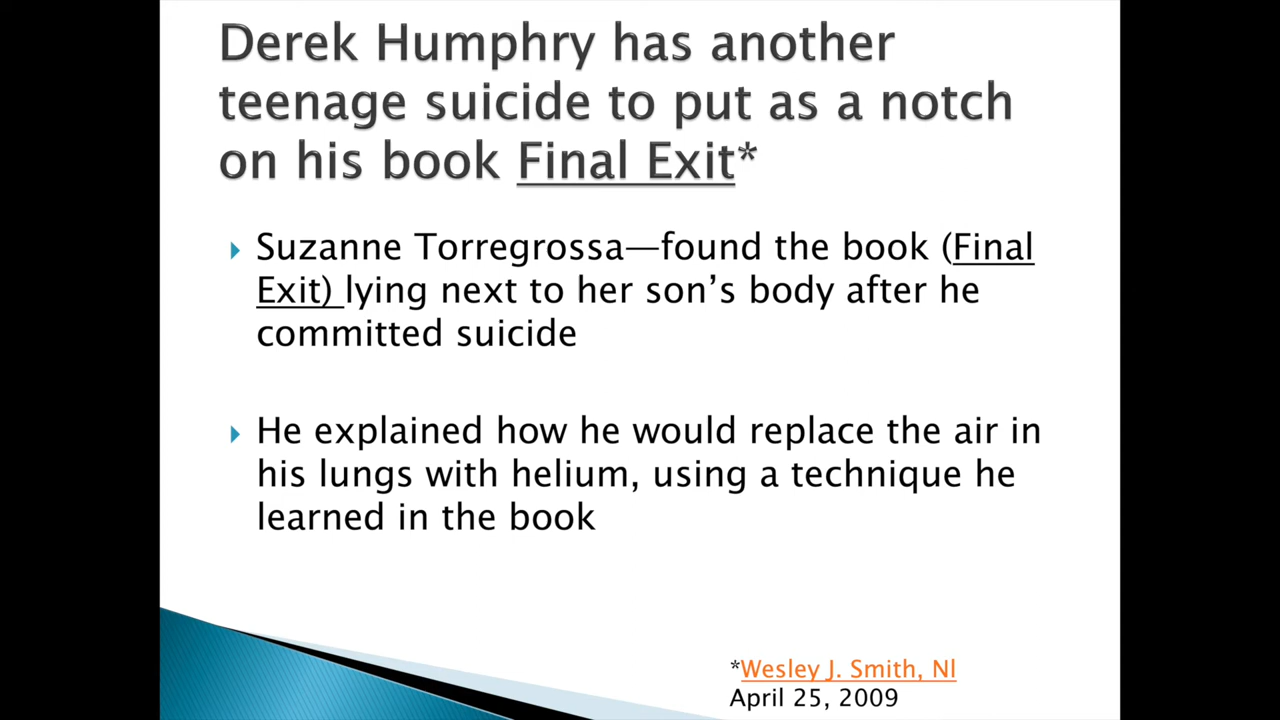 Derek Humphry has another
teenage suicide to put as a notch
on his book Final Exit*
Suzanne Torregrossa—found the book (Final
Exit) lying next to her son's body after he
committed suicide
He explained how he would replace the air in
his lungs with helium, using a technique he
learned in the book
*Wesley J. Smith, Nl
April 25, 2009